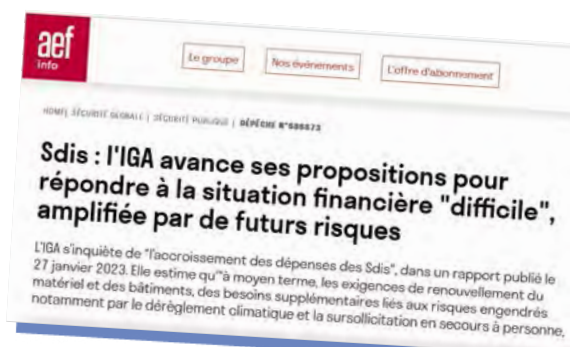 aef
info
Le groupe
Nos événements
L'offre d'abonnement
HOME| SÉCURITÉ GLOBALE | SÉCURITÉ PUBLIQUE | DÉPÊCHE
Sdis : l'IGA avance ses propositions pour
répondre à la situation financière "difficile",
amplifiée par de futurs risques
L'IGA s'inquiète de "l'accroissement des dépenses des Sdis", dans un rapport publié le
27 janvier 2023. Elle estime qu'"à moyen terme, les exigences de renouvellement du
matériel et des bâtiments, des besoins supplémentaires liés aux risques engendrés
notamment par le dérèglement climatique et la sursollicitation en secours à personne,